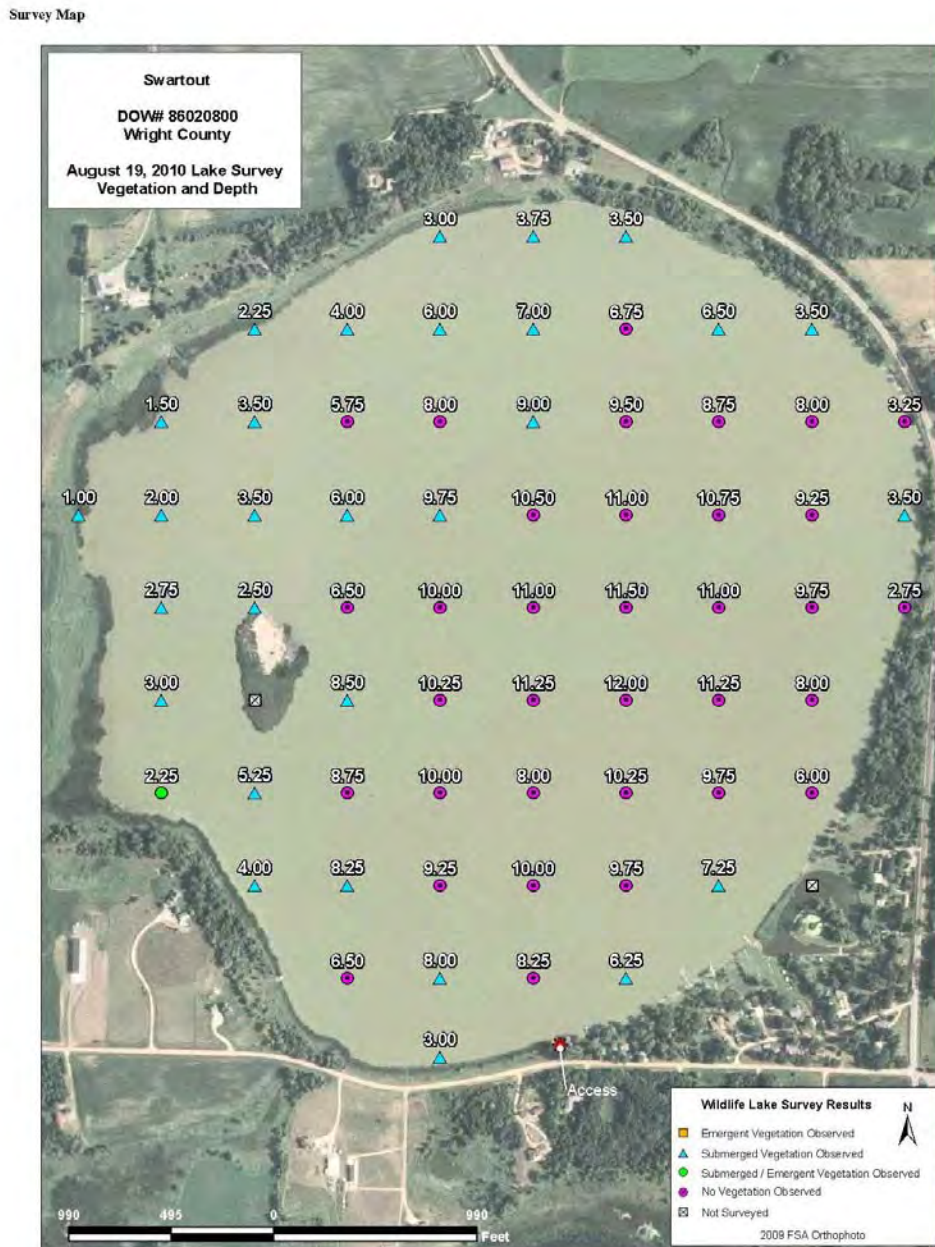 Survey Map
Swartout
DOW# 86020800
Wright County
August 19, 2010 Lake Survey
Vegetation and Depth
3.00 3.75 3.50
2.25 4.00 6.00 7.00 6.75 6.50 3.50
1.50 3.50 5.75 8.00 9.00 9.50 8.75 8.00 3.25
1.00 2.00 3.50 6.00 9.75 10.50 11.00 10.75 9.25 3.50
2.75 2.50 6.50 10.00 11.00 11.50 11.00 9.75 2.75
3.00 8.50 10.25 11.25 12.00 11.25 8.00
2.25 5.25 8.75 10.00 8.00 10.25 9.75 6.00
4.00 8.25 9.25 10.00 9.75 7.25
6.50 8.00 8.25 6.25
3.00
Access
Wildlife Lake Survey Results
N
Emergent Vegetation Observed
Submerged Vegetation Observed
Submerged / Emergent Vegetation Observed
No Vegetation Observed
Not Surveyed
2009 FSA Orthophoto
990 495 0 990
Feet